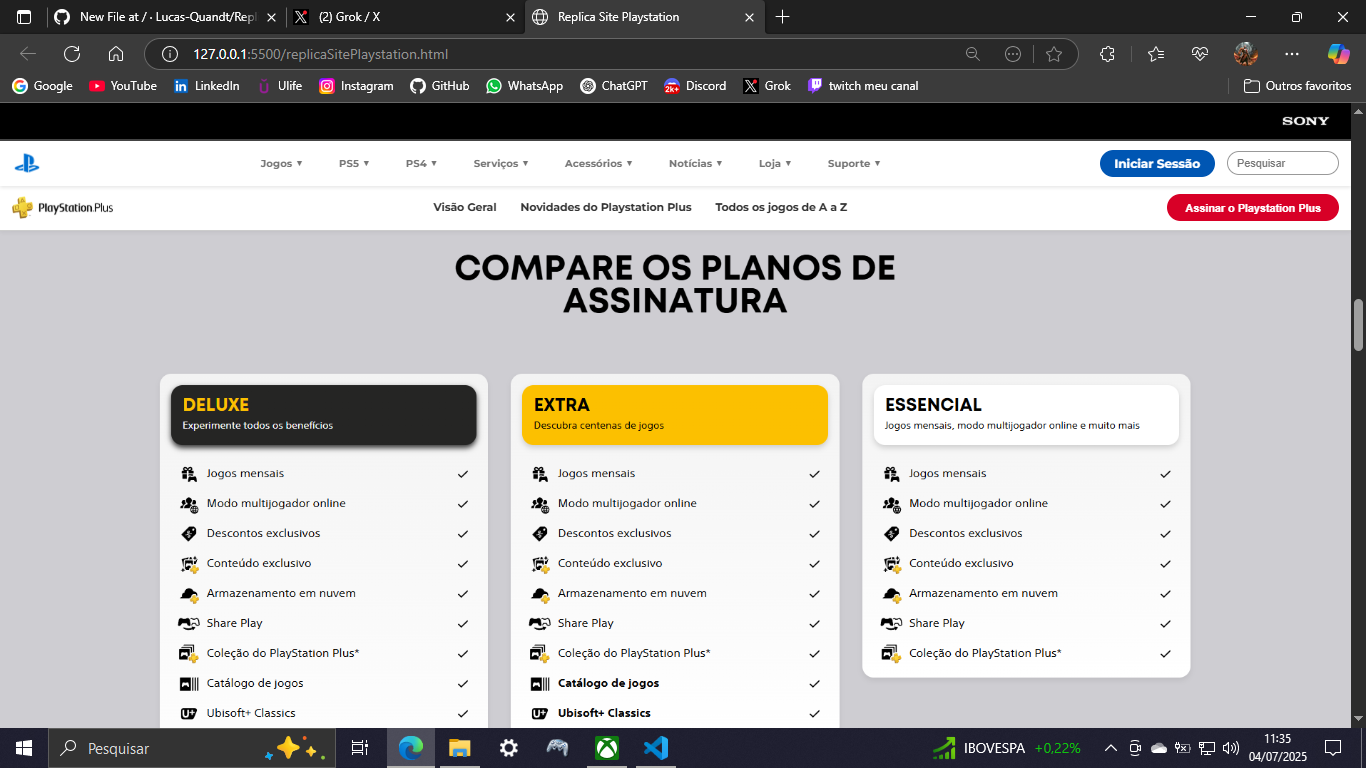 New File at / · Lucas-Quandt/Repl
(2) Grok / X
Replica Site Playstation
127.0.0.1:5500/replicaSitePlaystation.html
Google
YouTube
LinkedIn
Ulife
Instagram
GitHub
WhatsApp
ChatGPT
2k+
Discord
Grok
twitch meu canal
Outros favoritos
SONY
Jogos ▼
PS5 ▼
PS4 ▼
Serviços ▼
Acessórios ▼
Notícias ▼
Loja ▼
Suporte ▼
Iniciar Sessão
Pesquisar
PlayStation.Plus
Visão Geral
Novidades do Playstation Plus
Todos os jogos de A a Z
Assinar o Playstation Plus
COMPARE OS PLANOS DE
ASSINATURA
DELUXE
Experimente todos os benefícios
Jogos mensais
Modo multijogador online
Descontos exclusivos
Conteúdo exclusivo
Armazenamento em nuvem
Share Play
Coleção do PlayStation Plus*
Catálogo de jogos
U+
Ubisoft+ Classics
EXTRA
Descubra centenas de jogos
Jogos mensais
Modo multijogador online
Descontos exclusivos
Conteúdo exclusivo
Armazenamento em nuvem
Share Play
Coleção do PlayStation Plus*
Catálogo de jogos
U+
Ubisoft+ Classics
ESSENCIAL
Jogos mensais, modo multijogador online e muito mais
Jogos mensais
Modo multijogador online
Descontos exclusivos
Conteúdo exclusivo
Armazenamento em nuvem
Share Play
Coleção do PlayStation Plus*
Pesquisar
IBOVESPA +0,22%
11:35
04/07/2025